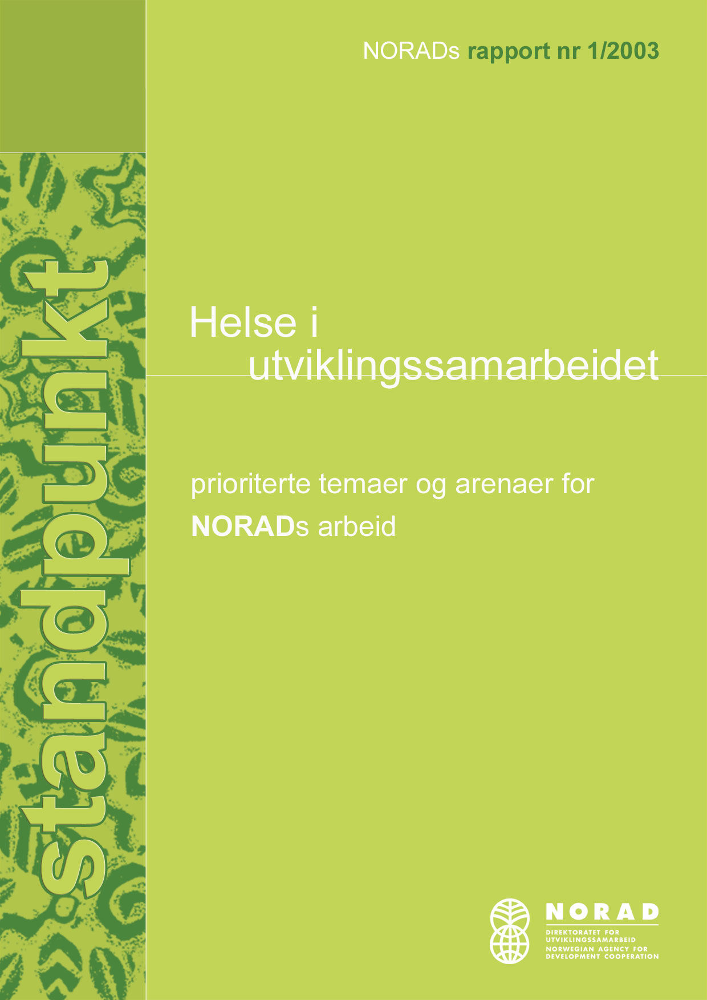 NORADs rapport nr 1/2003
standpunkt
Helse i
utviklingssamarbeidet
prioriterte temaer og arenaer for
NORADs arbeid
NORAD
DIREKTORATET FOR
UTVIKLINGSSAMARBEID
NORWEGIAN AGENCY FOR
DEVELOPMENT COOPERATION